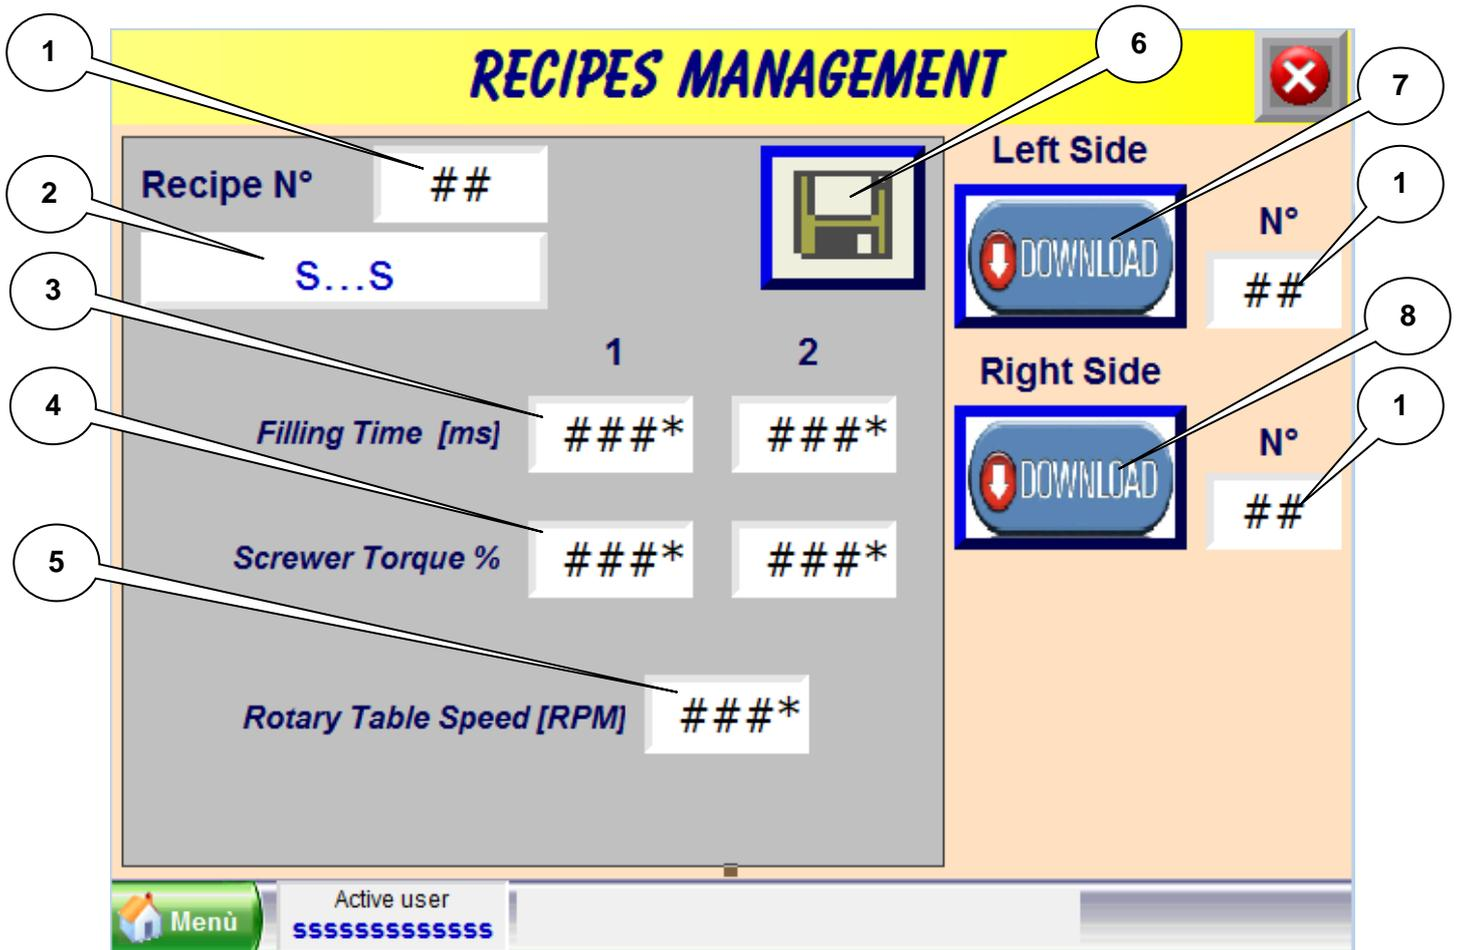 1
6
RECIPES MANAGEMENT
7
Left Side
Recipe N°
##
2
1
N°
DOWNLOAD
##
S...S
3
8
1
2
Right Side
4
1
Filling Time [ms]
###*
###*
N°
DOWNLOAD
##
5
Screwer Torque %
###*
###*
Rotary Table Speed [RPM]
###*
Menù
Active user
sssssssssssss